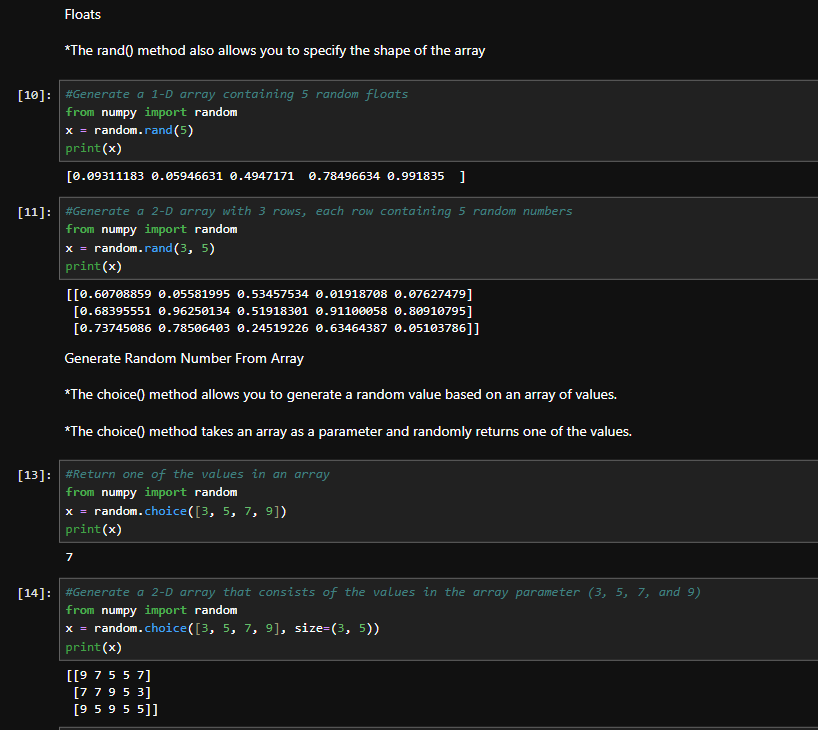 Floats
*The rand() method also allows you to specify the shape of the array
[10]: #Generate a 1-D array containing 5 random floats
from numpy import random
x = random.rand(5)
print(x)
[0.09311183 0.05946631 0.4947171  0.78496634 0.991835  ]
[11]: #Generate a 2-D array with 3 rows, each row containing 5 random numbers
from numpy import random
x = random.rand(3, 5)
print(x)
[[0.60708859 0.05581995 0.53457534 0.01918708 0.07627479]
[0.68395551 0.96250134 0.51918301 0.91100058 0.80910795]
[0.73745086 0.78506403 0.24519226 0.63464387 0.05103786]]
Generate Random Number From Array
*The choice() method allows you to generate a random value based on an array of values.
*The choice() method takes an array as a parameter and randomly returns one of the values.
[13]: #Return one of the values in an array
from numpy import random
x = random.choice([3, 5, 7, 9])
print(x)
7
[14]: #Generate a 2-D array that consists of the values in the array parameter (3, 5, 7, and 9)
from numpy import random
x = random.choice([3, 5, 7, 9], size=(3, 5))
print(x)
[[9 7 5 5 7]
[7 7 9 5 3]
[9 5 9 5 5]]